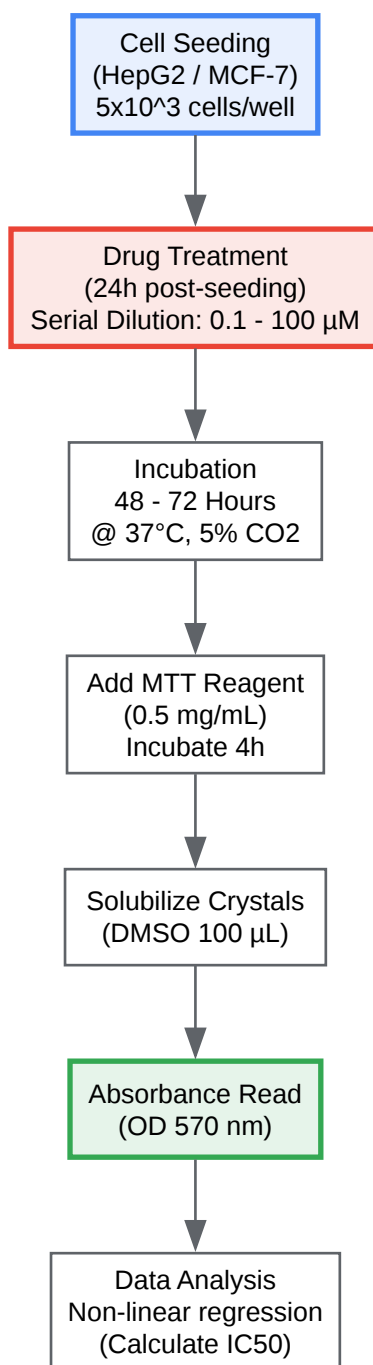 Cell Seeding
(HepG2 / MCF-7)
5x10^3 cells/well
Drug Treatment
(24h post-seeding)
Serial Dilution: 0.1 - 100 µM
Incubation
48 - 72 Hours
@ 37°C, 5% CO2
Add MTT Reagent
(0.5 mg/mL)
Incubate 4h
Solubilize Crystals
(DMSO 100 µL)
Absorbance Read
(OD 570 nm)
Data Analysis
Non-linear regression
(Calculate IC50)